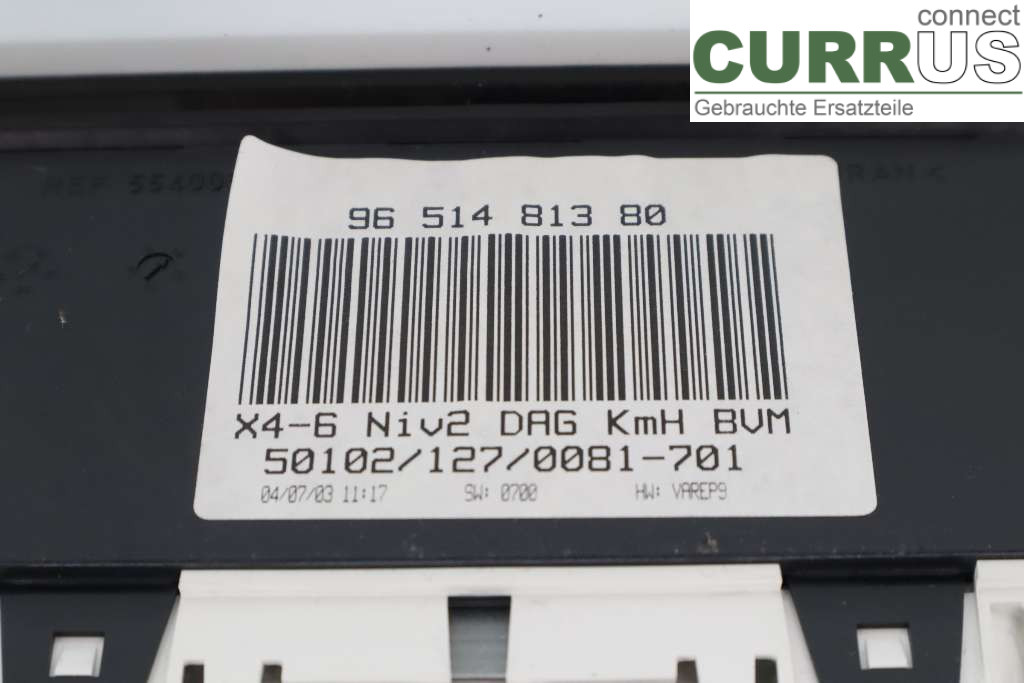 connect
CURRUS
Gebrauchte Ersatzteile
96 514 813 80
X4-6 Niv2 DAG KmH BVM
50102/127/0081-701
04/07/03 11:17 SW: 0700 HW: VAREP9